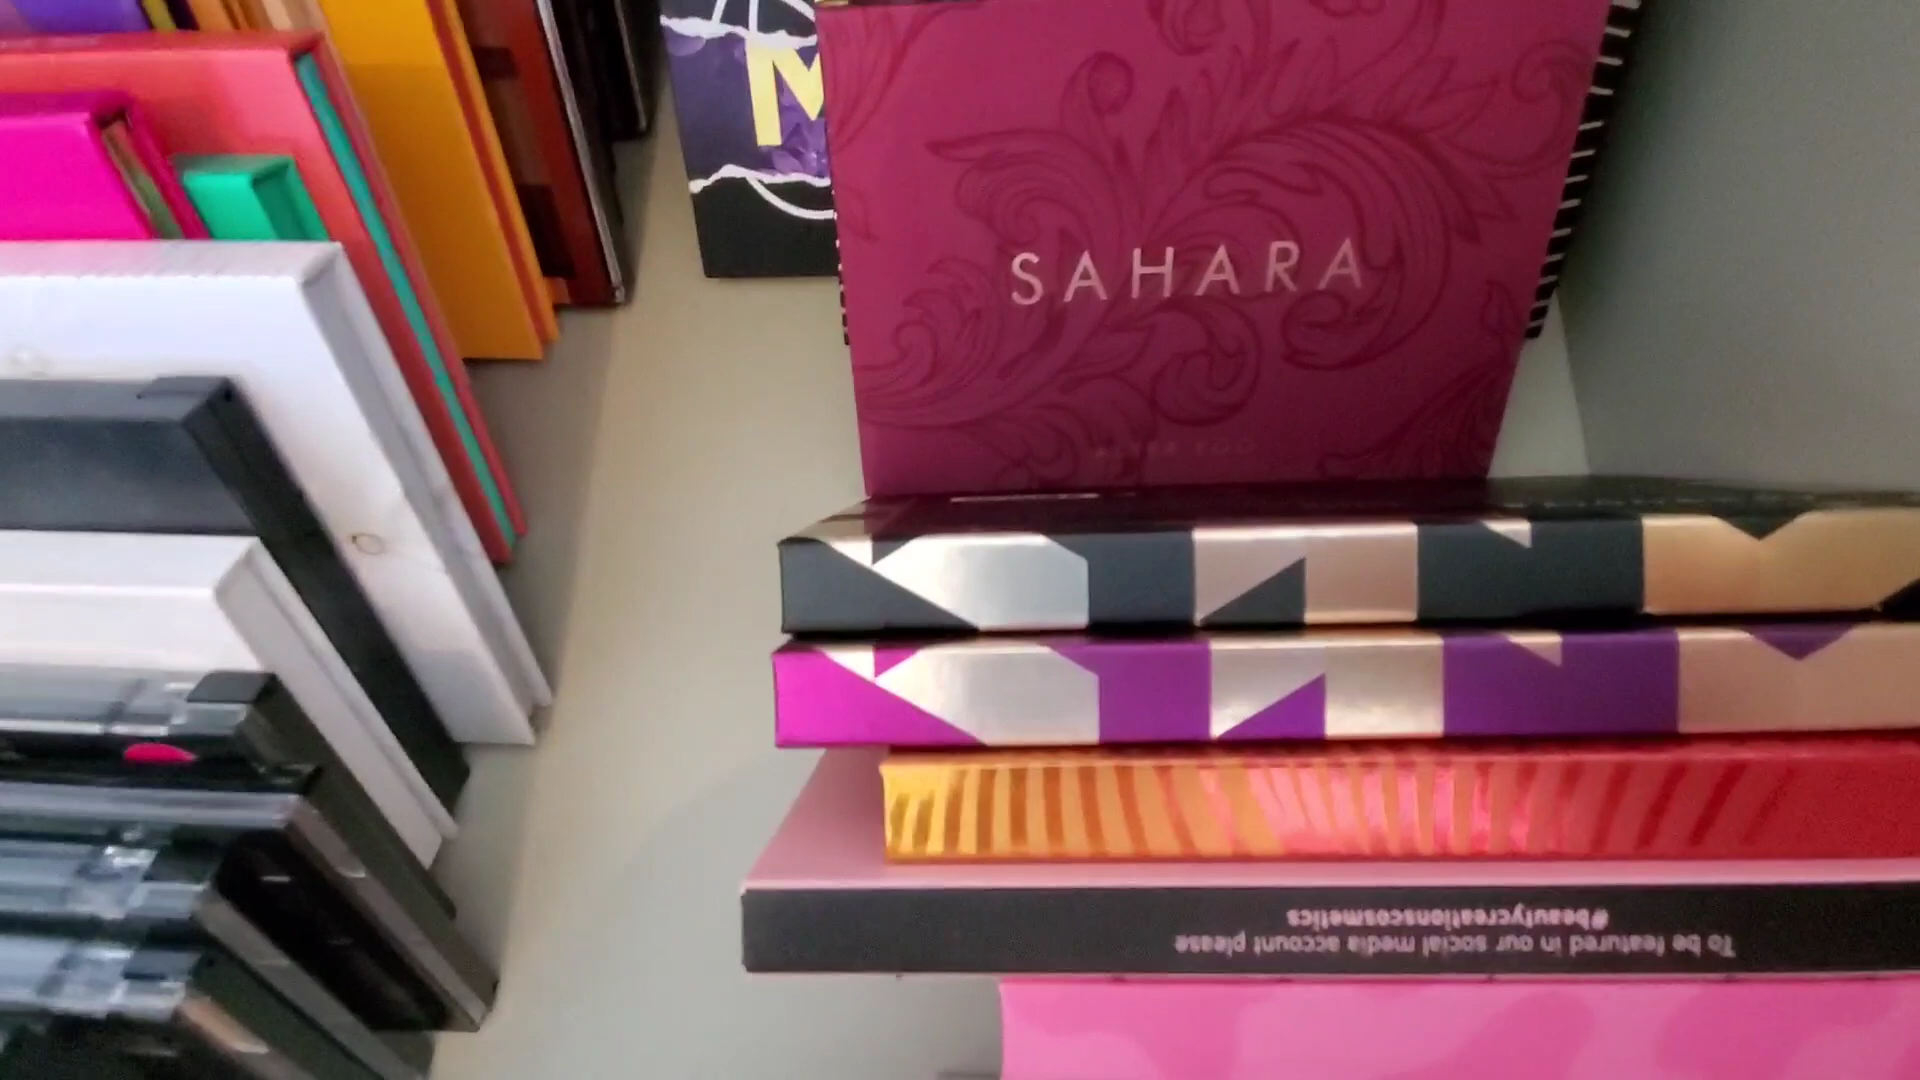 M
SAHARA
To be featured in our social media account please
#beautycreationscosmetics